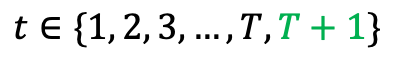 t ∈ {1, 2, 3, … , T, T + 1}